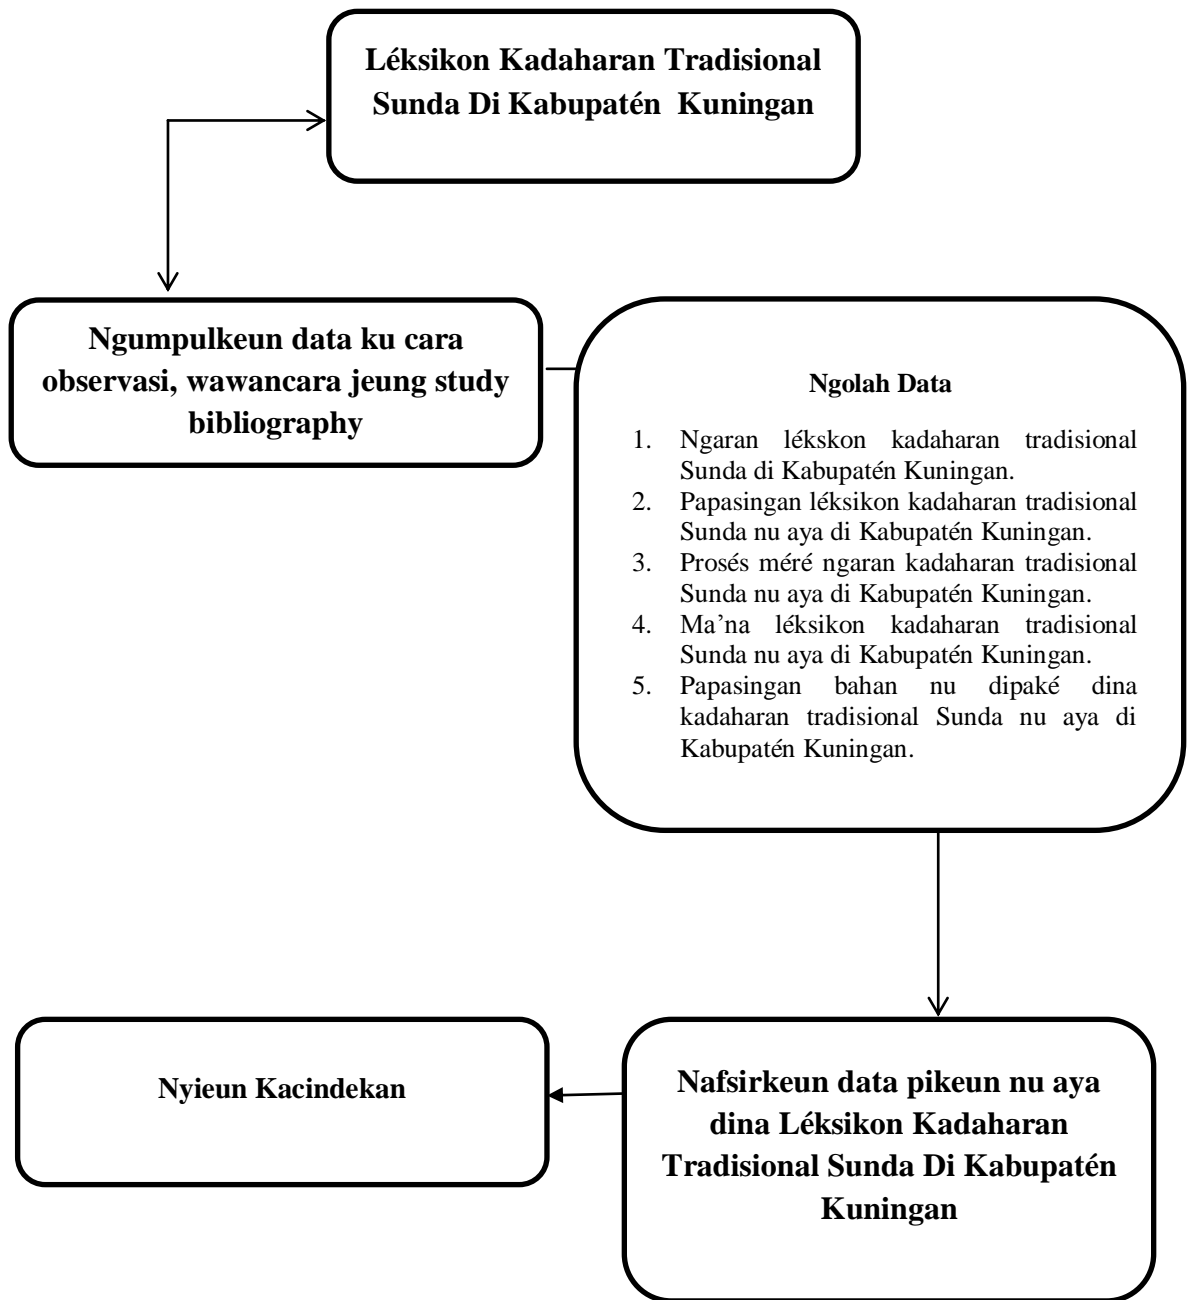 Léksikon Kadaharan Tradisional
Sunda Di Kabupatén Kuningan
Ngumpulkeun data ku cara
observasi, wawancara jeung study
bibliography
Ngolah Data
1. Ngaran lékskon kadaharan tradisional
Sunda di Kabupatén Kuningan.
2. Papasingan léksikon kadaharan tradisional
Sunda nu aya di Kabupatén Kuningan.
3. Prosés méré ngaran kadaharan tradisional
Sunda nu aya di Kabupatén Kuningan.
4. Ma’na léksikon kadaharan tradisional
Sunda nu aya di Kabupatén Kuningan.
5. Papasingan bahan nu dipaké dina
kadaharan tradisional Sunda nu aya di
Kabupatén Kuningan.
Nafsirkeun data pikeun nu aya
dina Léksikon Kadaharan
Tradisional Sunda Di Kabupatén
Kuningan
Nyieun Kacindekan